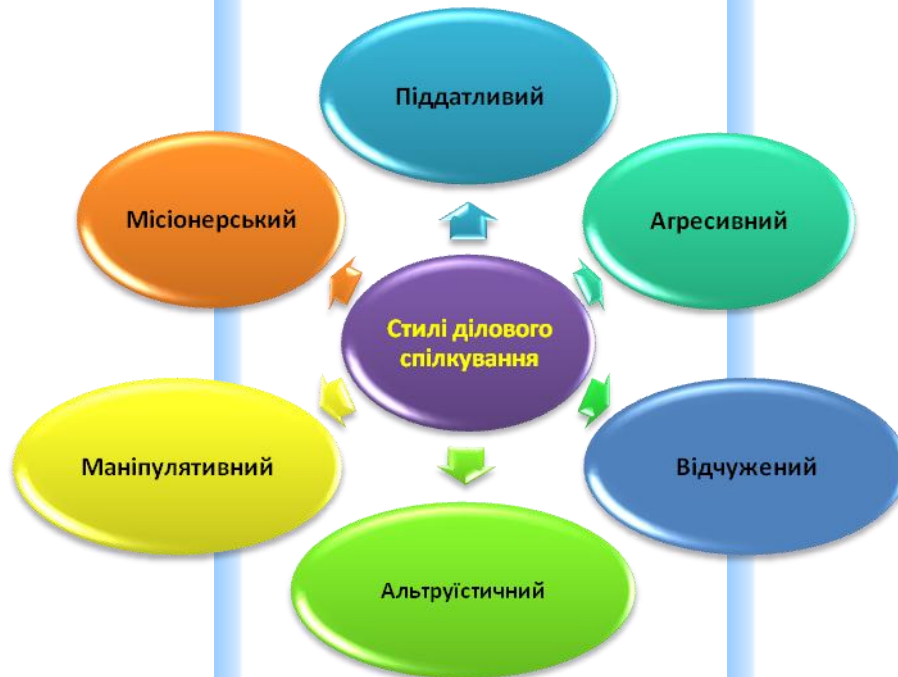 Піддатливий
Місіонерський
Агресивний
Стилі ділового
спілкування
Маніпулятивний
Відчужений
Альтруїстичний